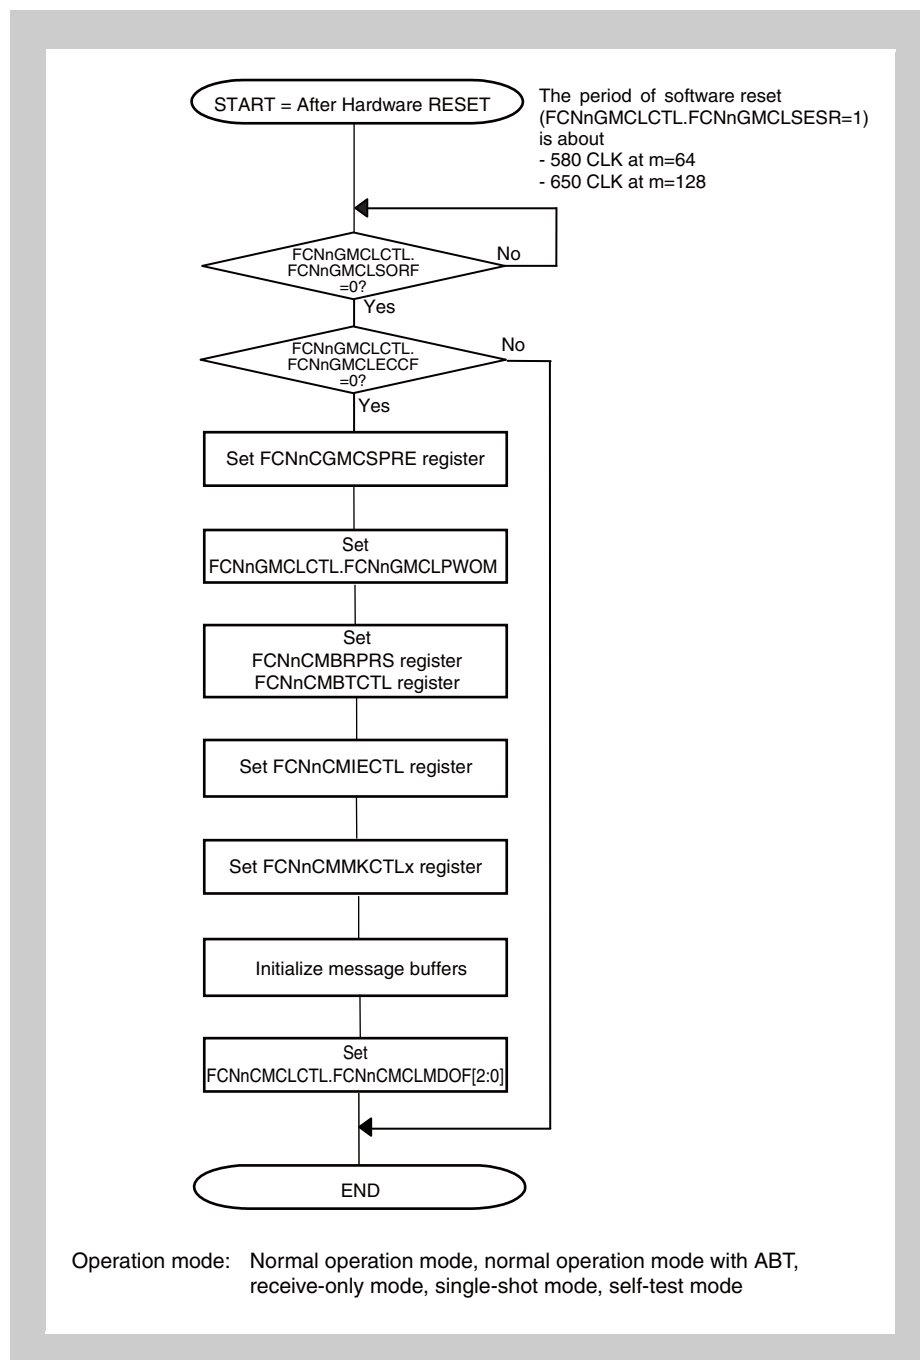 START = After Hardware RESET
The period of software reset
(FCNnGMCLCTL.FCNnGMCLSESR=1)
is about
- 580 CLK at m=64
- 650 CLK at m=128
FCNnGMCLCTL.
FCNnGMCLSORF
=0?
No
Yes
FCNnGMCLCTL.
FCNnGMCLECCF
=0?
No
Yes
Set FCNnCGMCSPRE register
Set
FCNnGMCLCTL.FCNnGMCLPWOM
Set
FCNnCMBRPRS register
FCNnCMBTCTL register
Set FCNnCMIECTL register
Set FCNnCMMKCTLx register
Initialize message buffers
Set
FCNnCMCLCTL.FCNnCMCLMDOF[2:0]
END
Operation mode: Normal operation mode, normal operation mode with ABT,
receive-only mode, single-shot mode, self-test mode